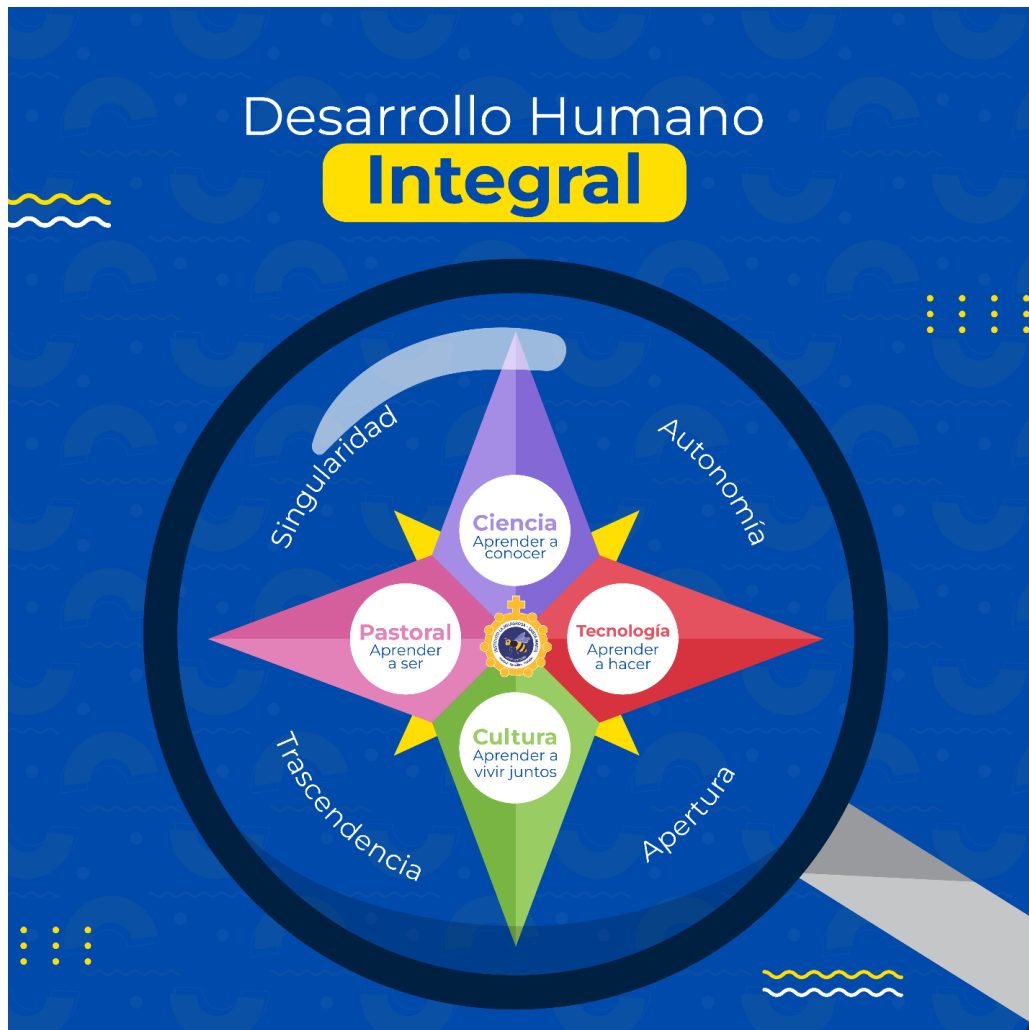 Desarrollo Humano
Integral
Singularidad
Autonomía
Ciencia
Aprender a
conocer
Pastoral
Aprender
a ser
Tecnología
Aprender
a hacer
Cultura
Aprender a
vivir juntos
Trascendencia
Apertura